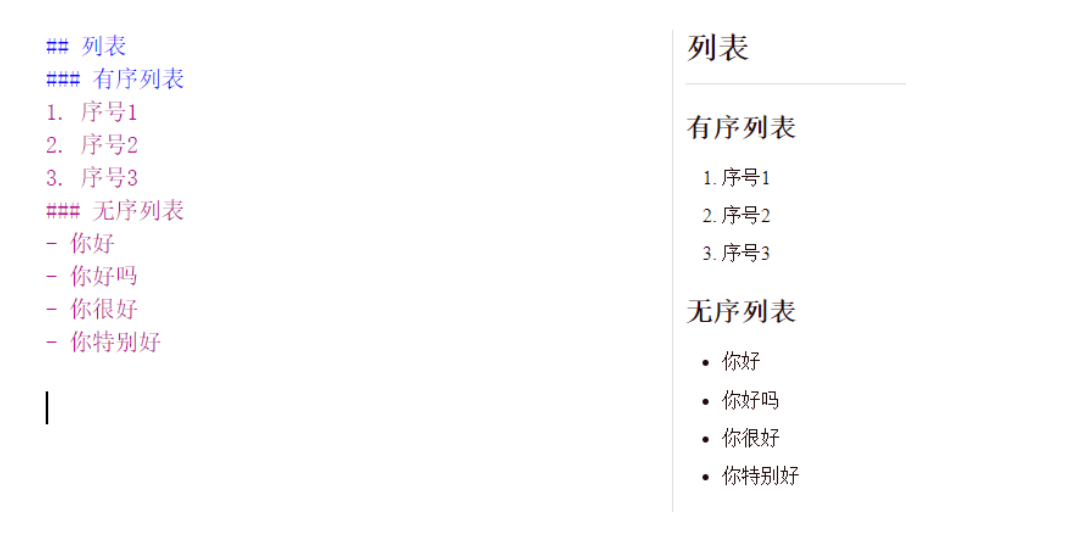 ## 列表
### 有序列表
1. 序号1
2. 序号2
3. 序号3
### 无序列表
- 你好
- 你好吗
- 你很好
- 你特别好
列表
有序列表
1. 序号1
2. 序号2
3. 序号3
无序列表
• 你好
• 你好吗
• 你很好
• 你特别好